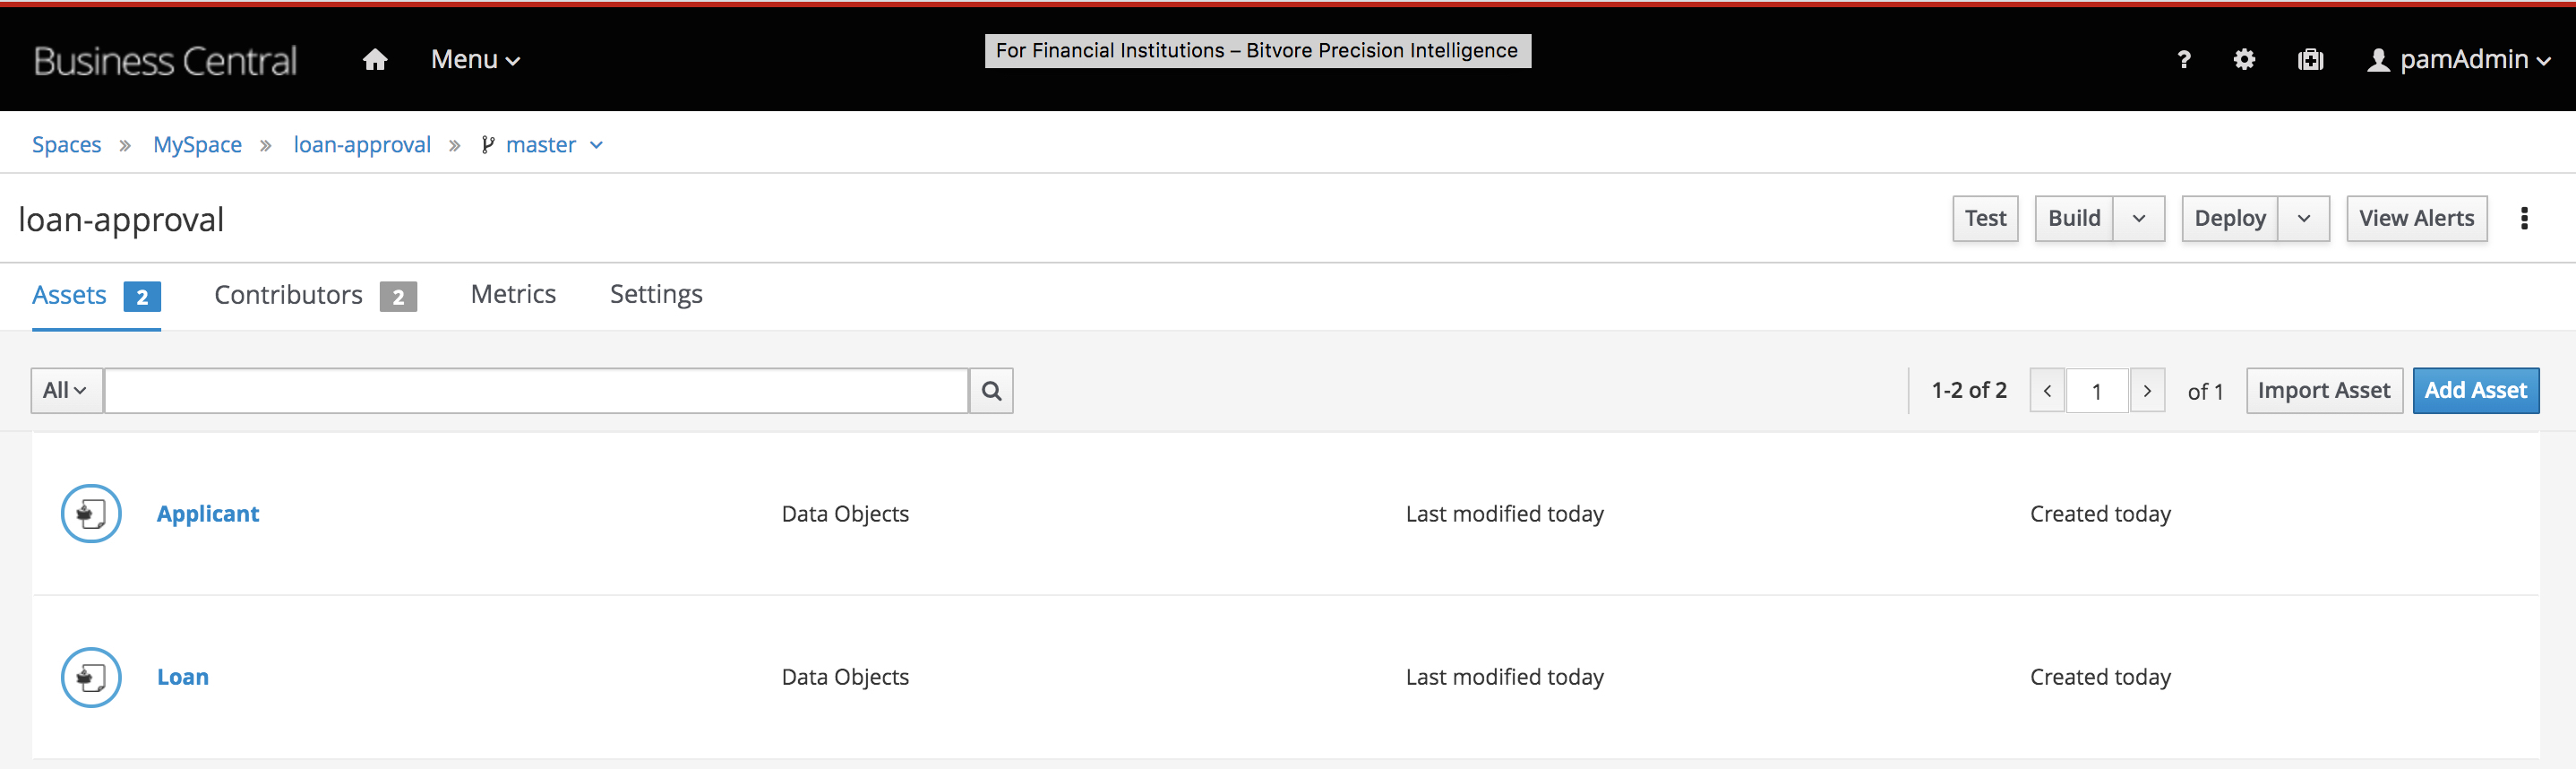 Business Central Menu For Financial Institutions – Bitvore Precision Intelligence ? pamAdmin
Spaces » MySpace » loan-approval » master
loan-approval Test Build Deploy View Alerts
Assets 2 Contributors 2 Metrics Settings
All 1-2 of 2 < 1 > of 1 Import Asset Add Asset
Applicant Data Objects Last modified today Created today
Loan Data Objects Last modified today Created today